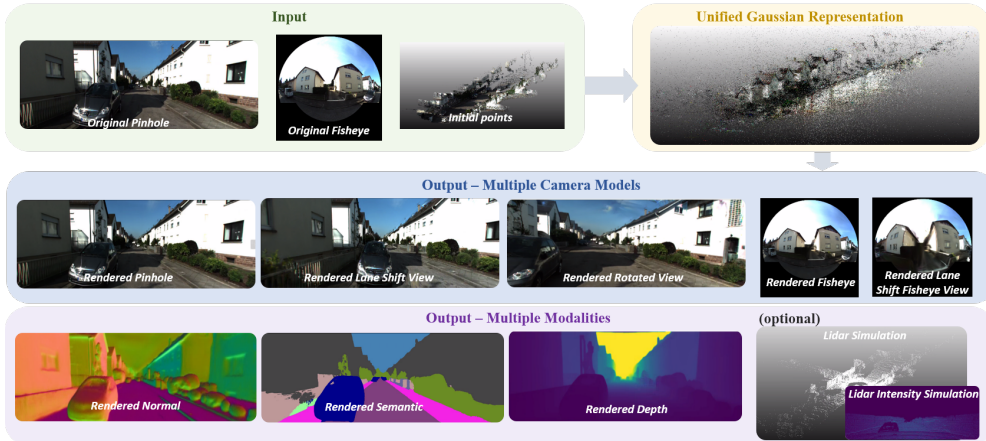 Input
Original Pinhole
Original Fisheye
Initial points
Unified Gaussian Representation
Output – Multiple Camera Models
Rendered Pinhole
Rendered Lane Shift View
Rendered Rotated View
Rendered Fisheye
Rendered Lane
Shift Fisheye View
Output – Multiple Modalities
(optional)
Rendered Normal
Rendered Semantic
Rendered Depth
Lidar Simulation
Lidar Intensity Simulation